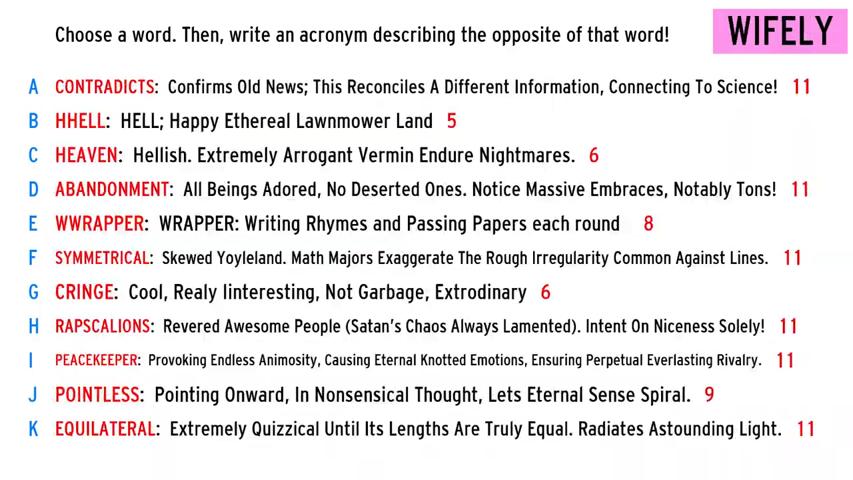 Choose a word. Then, write an acronym describing the opposite of that word!
WIFELY
A CONTRADICTS: Confirms Old News; This Reconciles A Different Information, Connecting To Science! 11
B HHELL: HELL; Happy Ethereal Lawnmower Land 5
C HEAVEN: Hellish. Extremely Arrogant Vermin Endure Nightmares. 6
D ABANDONMENT: All Beings Adored, No Deserted Ones. Notice Massive Embraces, Notably Tons! 11
E WWRAPPER: WRAPPER: Writing Rhymes and Passing Papers each round 8
F SYMMETRICAL: Skewed Yoyleland. Math Majors Exaggerate The Rough Irregularity Common Against Lines. 11
G CRINGE: Cool, Realy Iinteresting, Not Garbage, Extrodinary 6
H RAPSCALIONS: Revered Awesome People (Satan's Chaos Always Lamented). Intent On Niceness Solely! 11
I PEACEKEEPER: Provoking Endless Animosity, Causing Eternal Knotted Emotions, Ensuring Perpetual Everlasting Rivalry. 11
J POINTLESS: Pointing Onward, In Nonsensical Thought, Lets Eternal Sense Spiral. 9
K EQUILATERAL: Extremely Quizzical Until Its Lengths Are Truly Equal. Radiates Astounding Light. 11